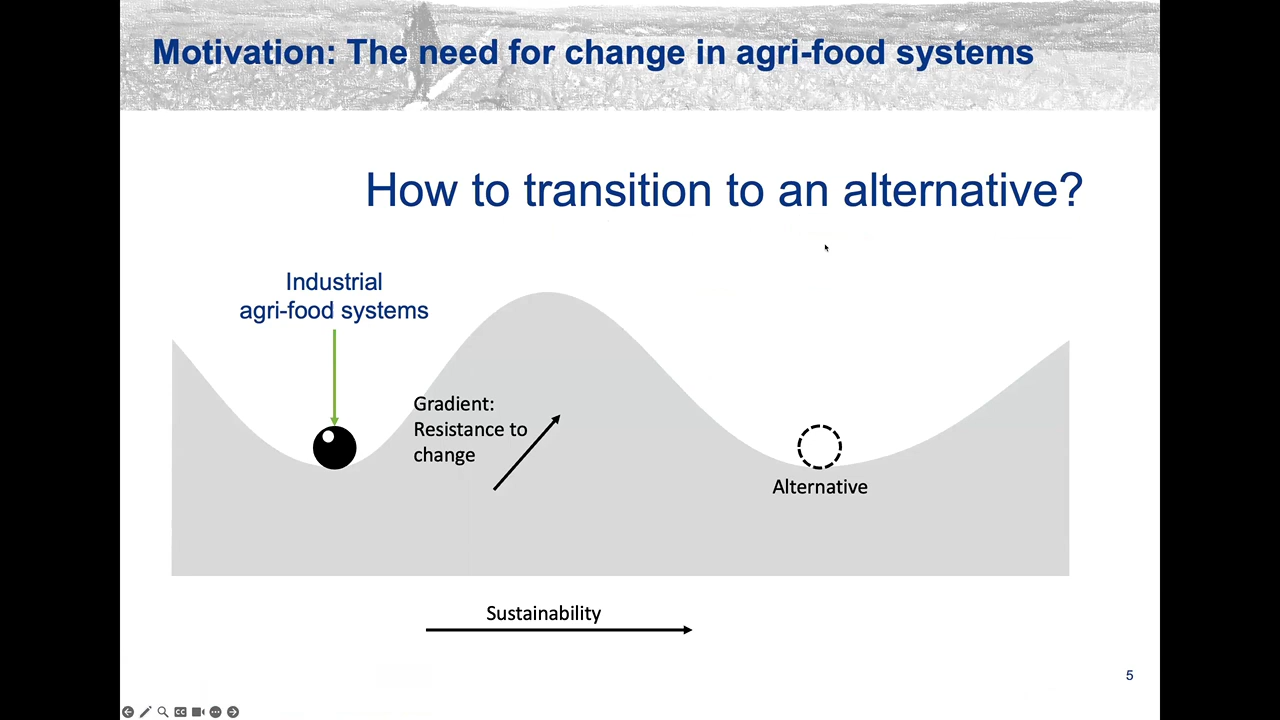 Motivation: The need for change in agri-food systems
How to transition to an alternative?
Industrial
agri-food systems
Gradient:
Resistance to
change
Alternative
Sustainability
5
CC